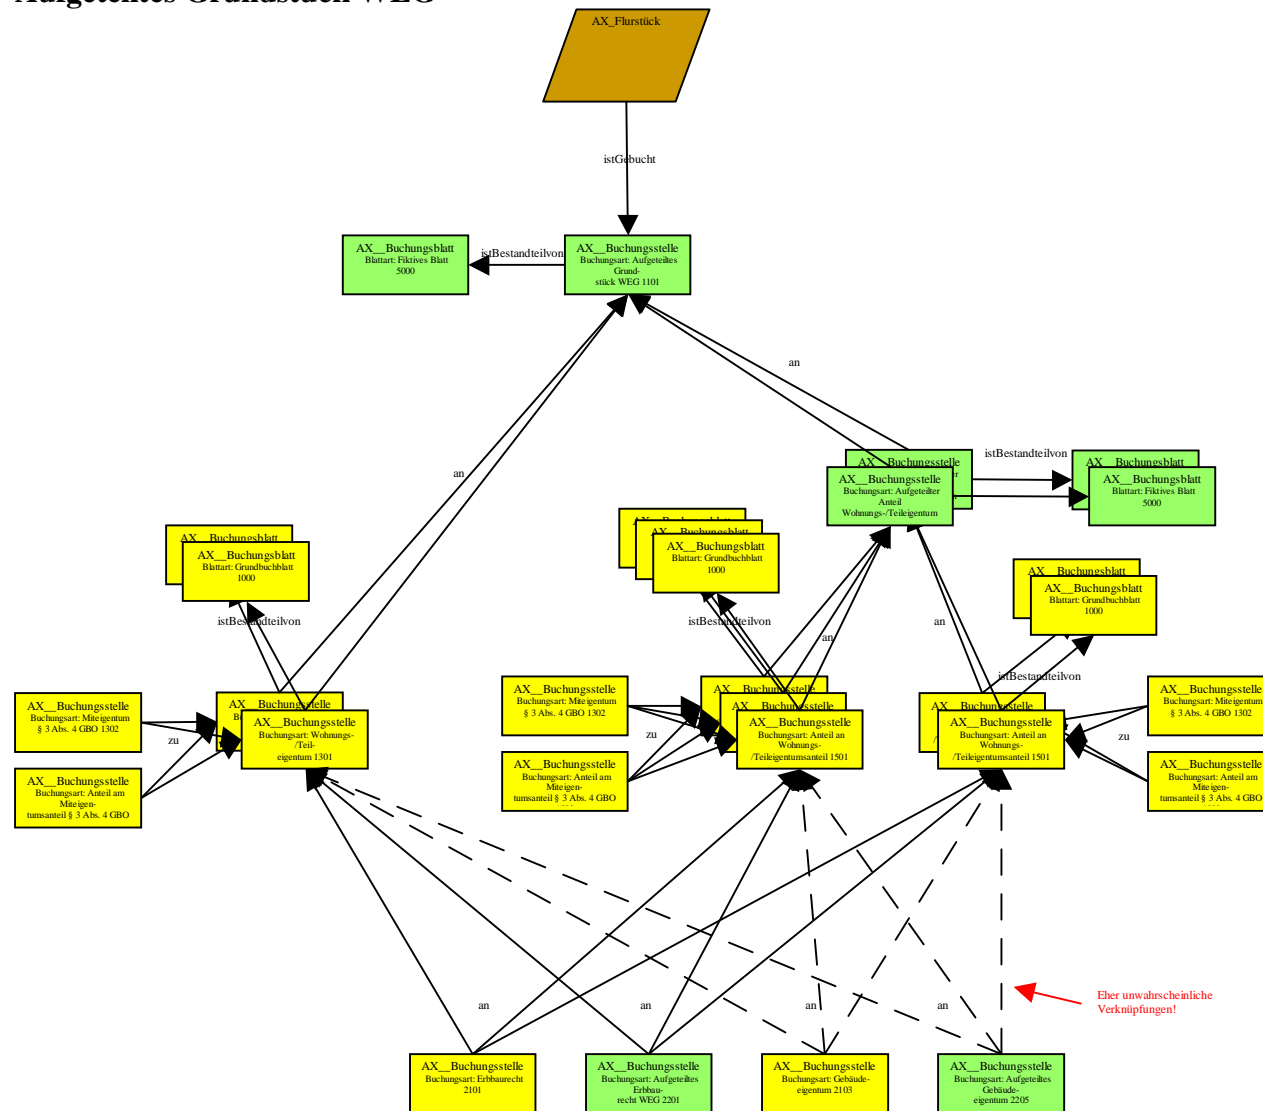 Aufgeteiltes Grundstück WEG
AX_Flurstück
istGebucht
AX__Buchungsblatt
Blattart: Fiktives Blatt
5000
istBestandteilvon
AX__Buchungsstelle
Buchungsart: Aufgeteiltes
Grund-
stück WEG 1101
an
an
AX__Buchungsstelle
AX__Buchungsstelle
Buchungsart: Aufgeteilter
Anteil
Wohnungs-/Teileigentum
istBestandteilvon
AX__Buchungsblatt
AX__Buchungsblatt
Blattart: Fiktives Blatt
5000
AX__Buchungsblatt
AX__Buchungsblatt
Blattart: Grundbuchblatt
1000
istBestandteilvon
AX__Buchungsblatt
AX__Buchungsblatt
AX__Buchungsblatt
Blattart: Grundbuchblatt
1000
istBestandteilvon
an
an
AX__Buchungsblatt
AX__Buchungsblatt
Blattart: Grundbuchblatt
1000
istBestandteilvon
AX__Buchungsstelle
Buchungsart: Miteigentum
§ 3 Abs. 4 GBO 1302
zu
AX__Buchungsstelle
Buchungsart: Anteil am
Miteigen-
tumsanteil § 3 Abs. 4 GBO
AX__Buchungsstelle
AX__Buchungsstelle
Buchungsart: Wohnungs-
/Teil-
eigentum 1301
AX__Buchungsstelle
Buchungsart: Miteigentum
§ 3 Abs. 4 GBO 1302
zu
AX__Buchungsstelle
Buchungsart: Anteil am
Miteigen-
tumsanteil § 3 Abs. 4 GBO
AX__Buchungsstelle
AX__Buchungsstelle
AX__Buchungsstelle
Buchungsart: Anteil an
Wohnungs-
/Teileigentumsanteil 1501
AX__Buchungsstelle
AX__Buchungsstelle
Buchungsart: Anteil an
Wohnungs-
/Teileigentumsanteil 1501
AX__Buchungsstelle
Buchungsart: Miteigentum
§ 3 Abs. 4 GBO 1302
zu
AX__Buchungsstelle
Buchungsart: Anteil am
Miteigen-
tumsanteil § 3 Abs. 4 GBO
an
an
an
an
Eher unwahrscheinliche
Verknüpfungen!
AX__Buchungsstelle
Buchungsart: Erbbaurecht
2101
AX__Buchungsstelle
Buchungsart: Aufgeteiltes
Erbbau-
recht WEG 2201
AX__Buchungsstelle
Buchungsart: Gebäude-
eigentum 2103
AX__Buchungsstelle
Buchungsart: Aufgeteiltes
Gebäude-
eigentum 2205